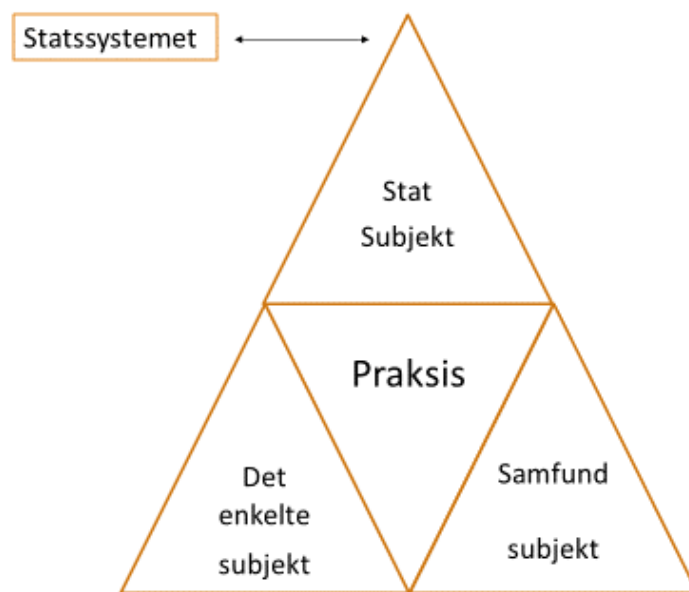 Statssystemet
Stat
Subjekt
Praksis
Det
enkelte
subjekt
Samfund
subjekt